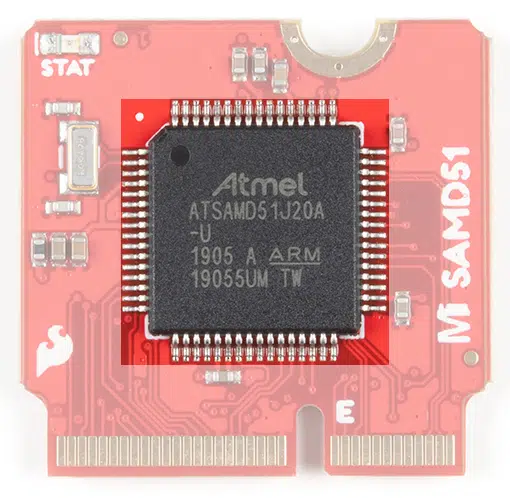 STAT
Atmel
ATSAMD51J20A
-U
1905 A ARM
19055UM TW
M SAMD51
E